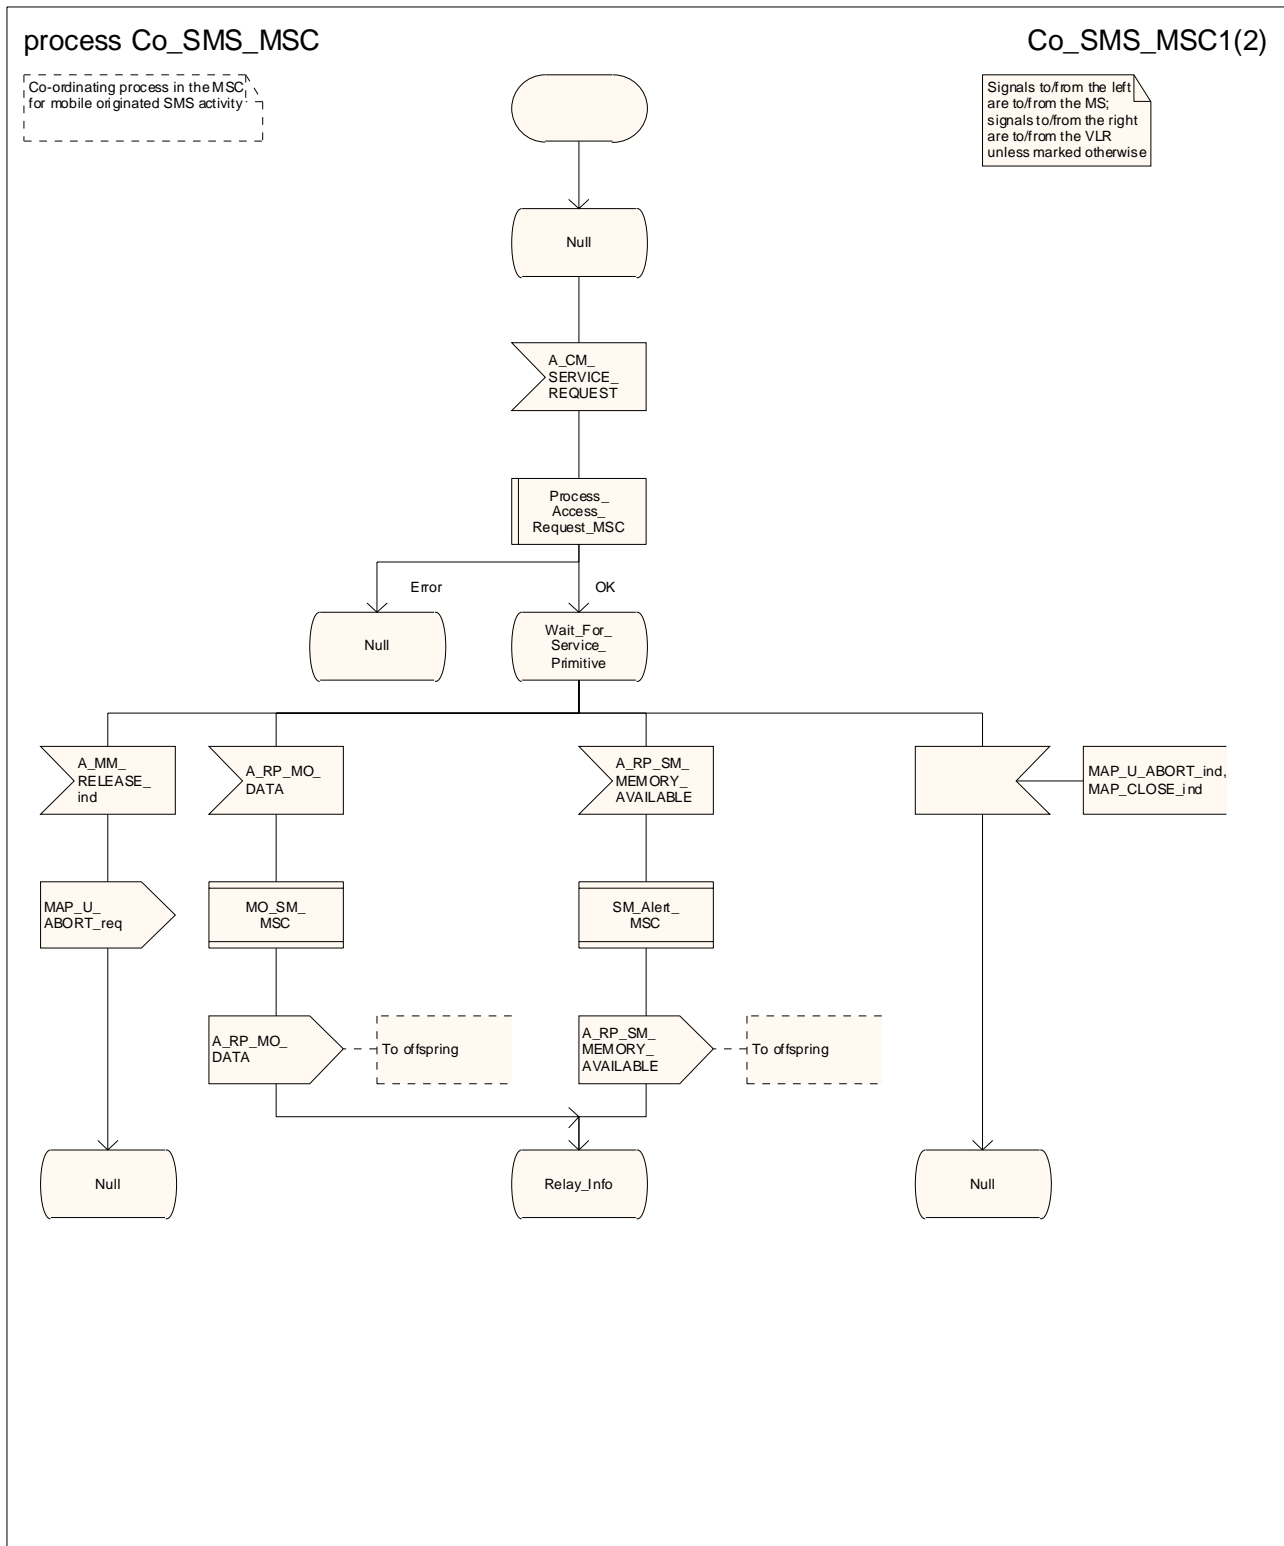 process Co_SMS_MSC
Co_SMS_MSC1(2)
Co-ordinating process in the MSC
for mobile originated SMS activity
Signals to/from the left
are to/from the MS;
signals to/from the right
are to/from the VLR
unless marked otherwise
Null
A_CM_
SERVICE_
REQUEST
Process_
Access_
Request_MSC
Error
OK
Null
Wait_For_
Service_
Primitive
A_MM_
RELEASE_
ind
A_RP_MO_
DATA
A_RP_SM_
MEMORY_
AVAILABLE
MAP_U_ABORT_ind,
MAP_CLOSE_ind
MAP_U_
ABORT_req
MO_SM_
MSC
SM_Alert_
MSC
A_RP_MO_
DATA
To offspring
A_RP_SM_
MEMORY_
AVAILABLE
To offspring
Null
Relay_Info
Null